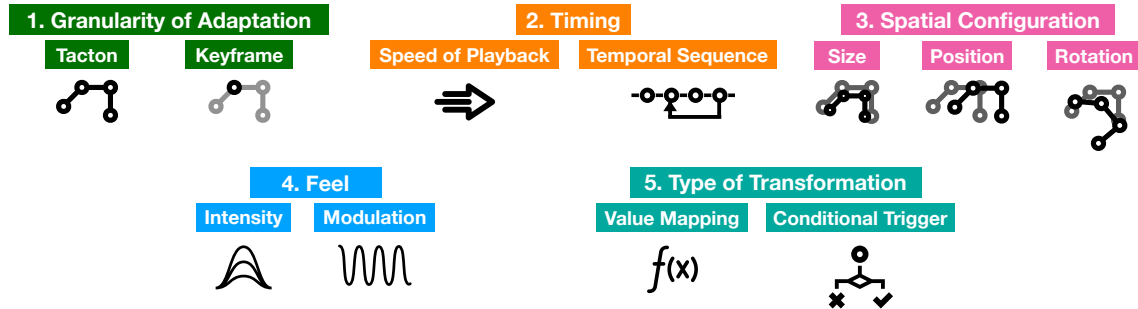 1. Granularity of Adaptation
Tacton Keyframe
2. Timing
Speed of Playback Temporal Sequence
3. Spatial Configuration
Size Position Rotation
4. Feel
Intensity Modulation
5. Type of Transformation
Value Mapping Conditional Trigger
f(x)